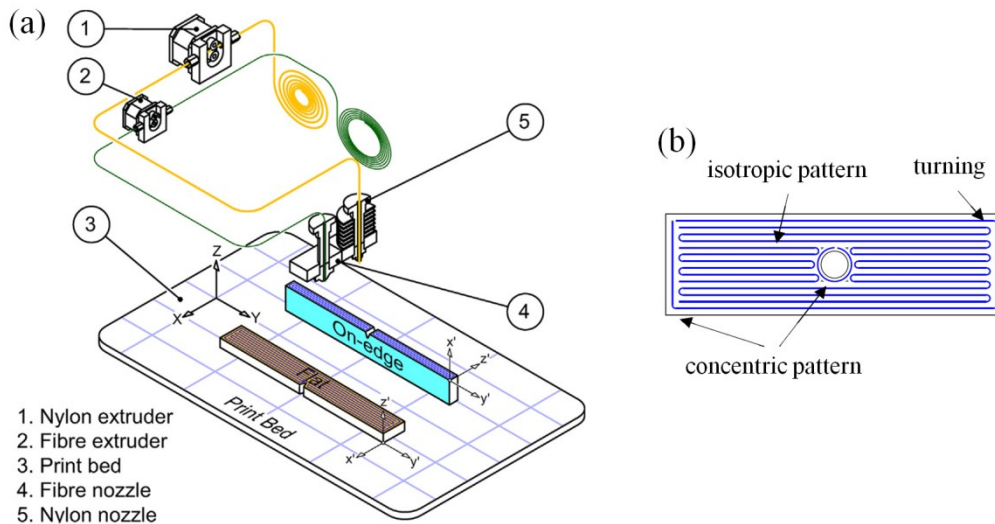 (a)
1
2
5
3
4
Z
X
Y
On-edge
x'
z'
y'
Flat
z'
x'
y'
Print Bed
1. Nylon extruder
2. Fibre extruder
3. Print bed
4. Fibre nozzle
5. Nylon nozzle
(b)
isotropic pattern
turning
concentric pattern